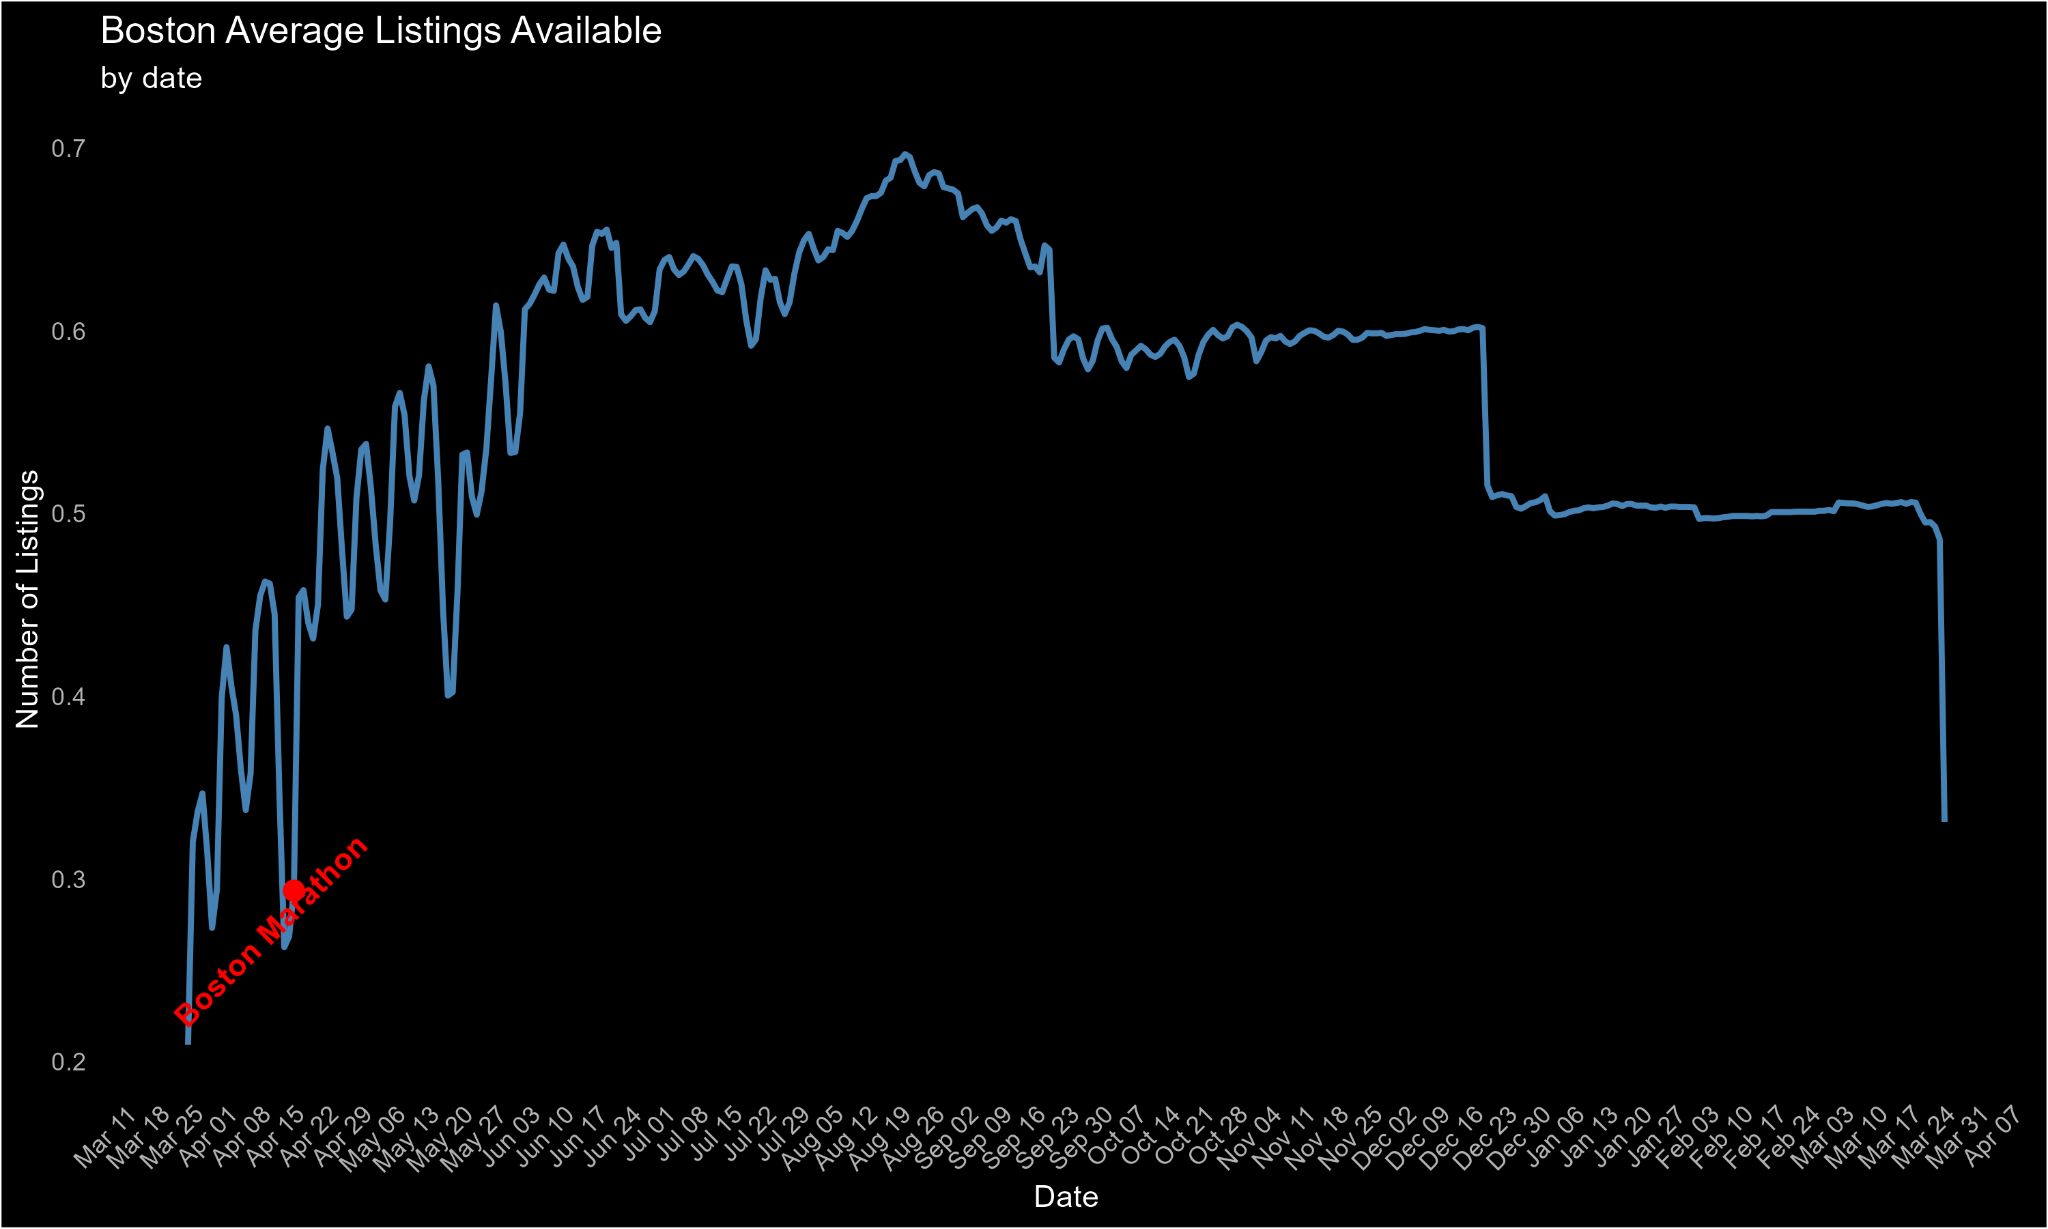 Boston Average Listings Available
by date
Number of Listings
0.7
0.6
0.5
0.4
0.3
0.2
Boston Marathon
Mar 11
Mar 18
Mar 25
Apr 01
Apr 08
Apr 15
Apr 22
Apr 29
May 06
May 13
May 20
May 27
Jun 03
Jun 10
Jun 17
Jun 24
Jul 01
Jul 08
Jul 15
Jul 22
Jul 29
Aug 05
Aug 12
Aug 19
Aug 26
Sep 02
Sep 09
Sep 16
Sep 23
Sep 30
Oct 07
Oct 14
Oct 21
Oct 28
Nov 04
Nov 11
Nov 18
Nov 25
Dec 02
Dec 09
Dec 16
Dec 23
Dec 30
Jan 06
Jan 13
Jan 20
Jan 27
Feb 03
Feb 10
Feb 17
Feb 24
Mar 03
Mar 10
Mar 17
Mar 24
Mar 31
Apr 07
Date